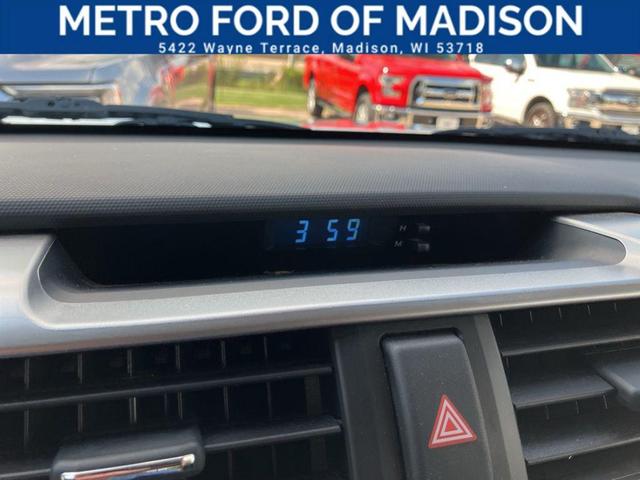 METRO FORD OF MADISON
5422 Wayne Terrace, Madison, WI 53718
3 59
H
M